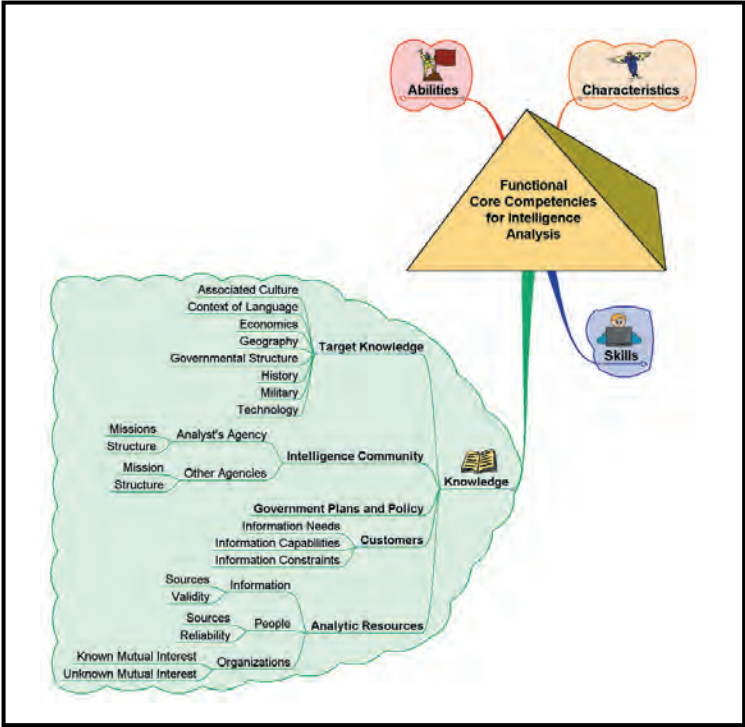 Abilities
Characteristics
Functional
Core Competencies
for Intelligence
Analysis
Skills
Knowledge
Target Knowledge
Associated Culture
Context of Language
Economics
Geography
Governmental Structure
History
Military
Technology
Intelligence Community
Analyst's Agency
Missions
Structure
Other Agencies
Mission
Structure
Government Plans and Policy
Customers
Information Needs
Information Capabilities
Information Constraints
Analytic Resources
Information
Sources
Validity
People
Sources
Reliability
Organizations
Known Mutual Interest
Unknown Mutual Interest